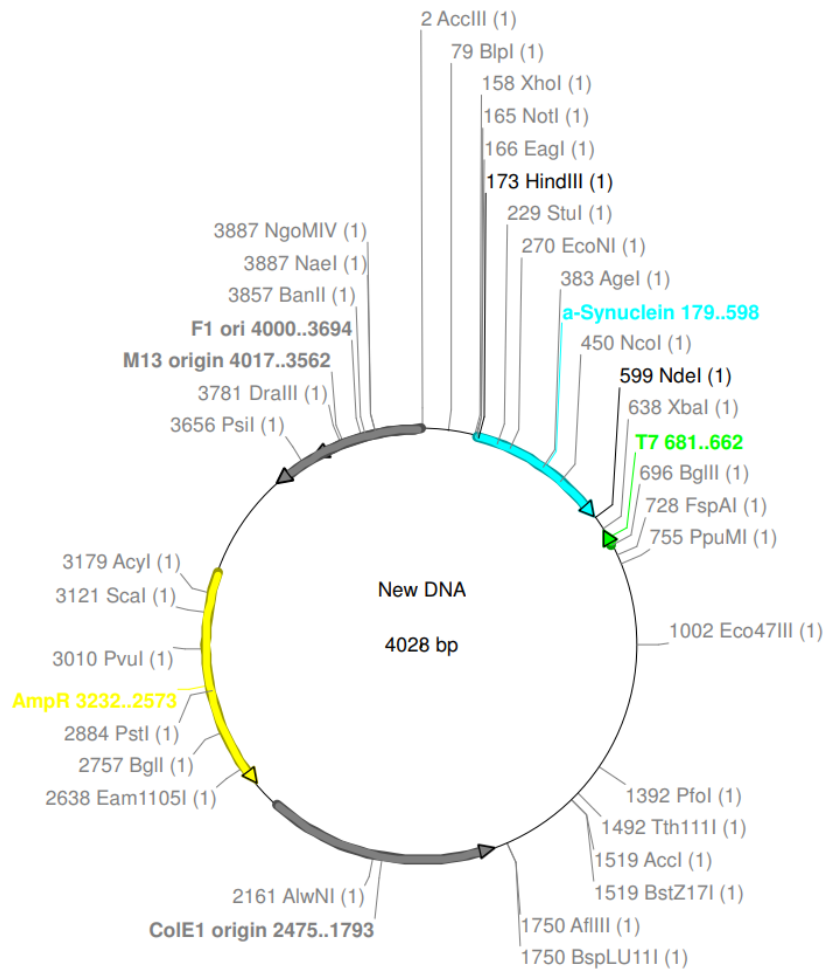 2 AccIII (1)
79 BlpI (1)
158 XhoI (1)
165 NotI (1)
166 EagI (1)
173 HindIII (1)
229 StuI (1)
270 EcoNI (1)
383 AgeI (1)
a-Synuclein 179..598
450 NcoI (1)
599 NdeI (1)
638 XbaI (1)
T7 681..662
696 BglII (1)
728 FspAI (1)
755 PpuMI (1)
1002 Eco47III (1)
1392 PfoI (1)
1492 Tth111I (1)
1519 AccI (1)
1519 BstZ17I (1)
1750 AflIII (1)
1750 BspLU11I (1)
3887 NgoMIV (1)
3887 NaeI (1)
3857 BanII (1)
F1 ori 4000..3694
M13 origin 4017..3562
3781 DraIII (1)
3656 PsiI (1)
3179 AcyI (1)
3121 ScaI (1)
3010 PvuI (1)
AmpR 3232..2573
2884 PstI (1)
2757 BglI (1)
2638 Eam1105I (1)
2161 AlwNI (1)
ColE1 origin 2475..1793
New DNA
4028 bp